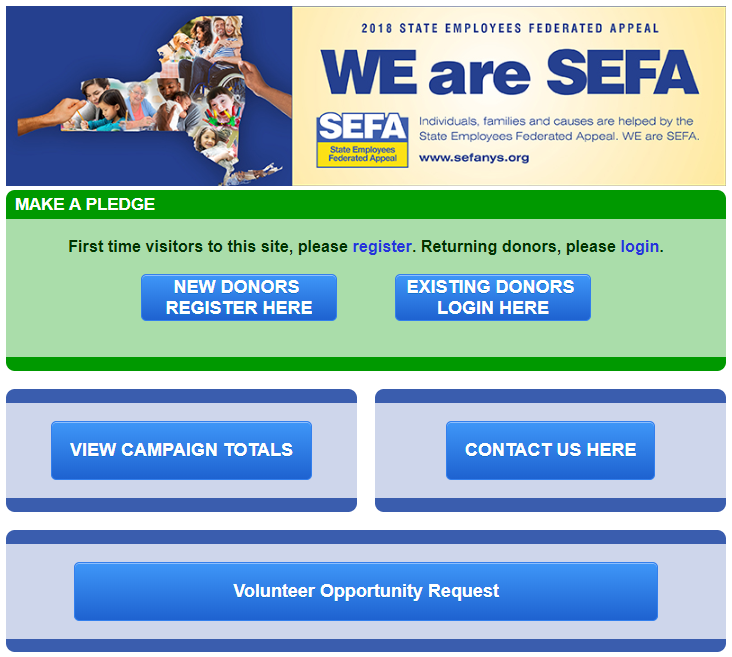 2018 STATE EMPLOYEES FEDERATED APPEAL
WE are SEFA
SEFA
State Employees
Federated Appeal
Individuals, families and causes are helped by the
State Employees Federated Appeal. WE are SEFA.
www.sefanys.org
MAKE A PLEDGE
First time visitors to this site, please register. Returning donors, please login.
NEW DONORS
REGISTER HERE
EXISTING DONORS
LOGIN HERE
VIEW CAMPAIGN TOTALS
CONTACT US HERE
Volunteer Opportunity Request